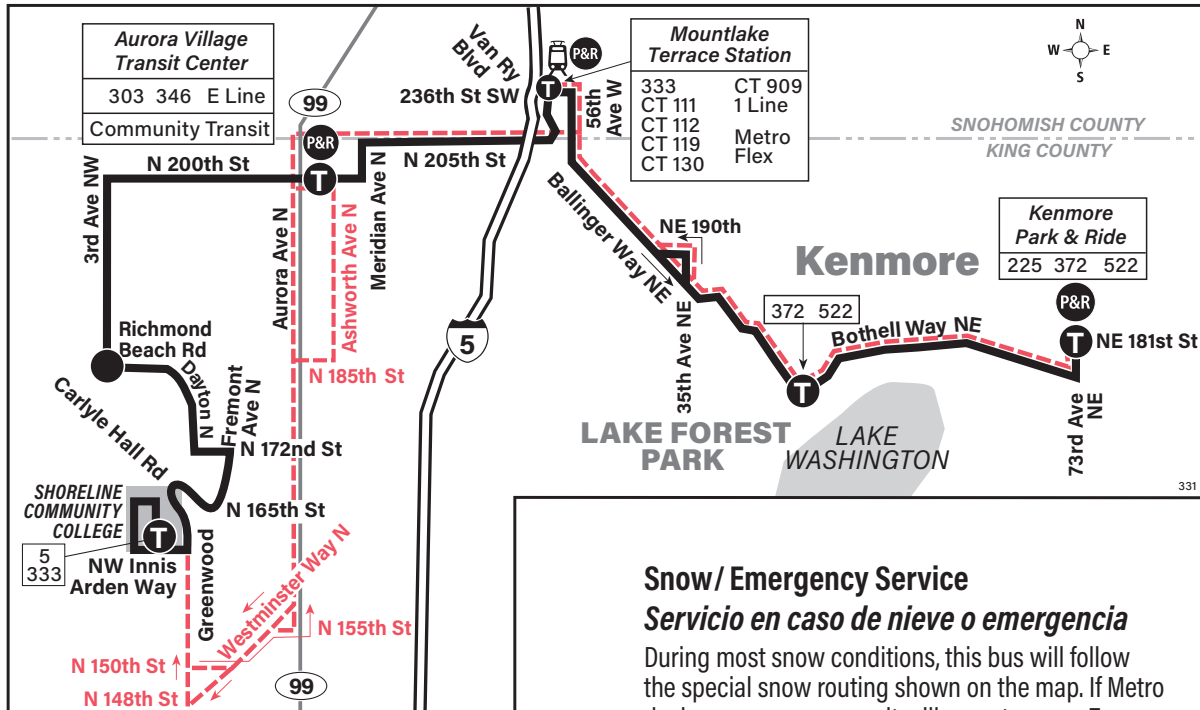 Aurora Village
Transit Center
303 346 E Line
Community Transit
99
P&R
T
N 200th St
3rd Ave NW
Aurora Ave N
Ashworth Ave N
Meridian Ave N
N 205th St
Van Ry
Blvd
236th St SW
P&R
T
56th
Ave W
Mountlake
Terrace Station
333
CT 111
CT 112
CT 119
CT 130
CT 909
1 Line
Metro
Flex
N
W
E
S
SNOHOMISH COUNTY
KING COUNTY
Ballinger Way NE
NE 190th
Kenmore
Kenmore
Park & Ride
225 372 522
P&R
T
NE 181st St
372 522
Bothell Way NE
T
35th Ave NE
73rd Ave
NE
5
LAKE FOREST
PARK
LAKE
WASHINGTON
331
Richmond
Beach Rd
Dayton N
Fremont
Ave N
Carlyle Hall Rd
N 185th St
N 172nd St
N 165th St
SHORELINE
COMMUNITY
COLLEGE
T
5
333
NW Innis
Arden Way
Greenwood
Westminster Way N
N 155th St
N 150th St
N 148th St
99
Snow/Emergency Service
Servicio en caso de nieve o emergencia
During most snow conditions, this bus will follow
the special snow routing shown on the map. If Metro